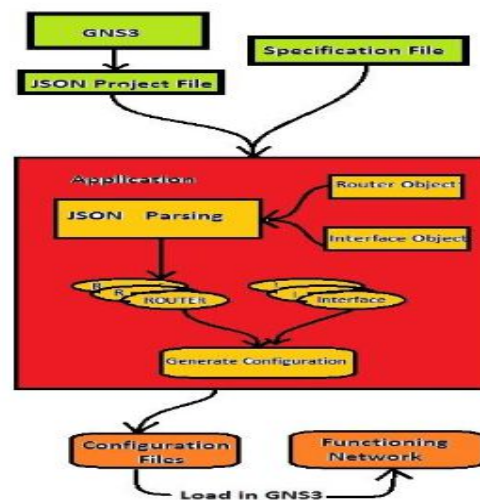 GNS3
Specification File
JSON Project File
Application
Router Object
JSON Parsing
Interface Object
R
R
ROUTER
I
I
Interface
Generate Configuration
Configuration
Files
Functioning
Network
Load in GNS3